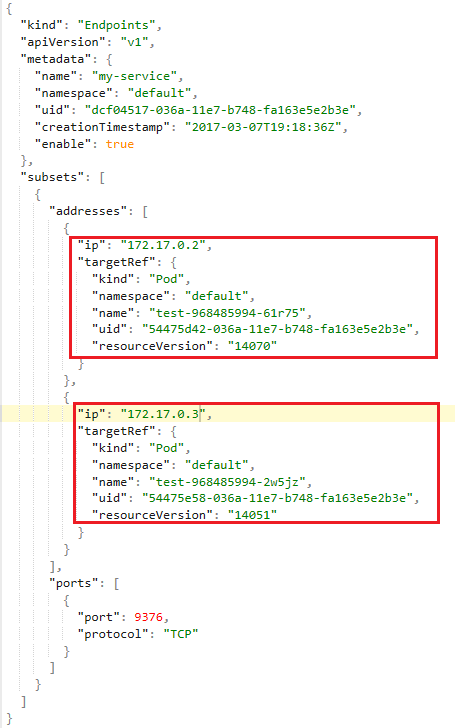 {
"kind": "Endpoints",
"apiVersion": "v1",
"metadata": {
"name": "my-service",
"namespace": "default",
"uid": "dcf04517-036a-11e7-b748-fa163e5e2b3e",
"creationTimestamp": "2017-03-07T19:18:36Z",
"enable": true
},
"subsets": [
{
"addresses": [
{
"ip": "172.17.0.2",
"targetRef": {
"kind": "Pod",
"namespace": "default",
"name": "test-968485994-61r75",
"uid": "54475d42-036a-11e7-b748-fa163e5e2b3e",
"resourceVersion": "14070"
}
},
{
"ip": "172.17.0.3",
"targetRef": {
"kind": "Pod",
"namespace": "default",
"name": "test-968485994-2w5jz",
"uid": "54475e58-036a-11e7-b748-fa163e5e2b3e",
"resourceVersion": "14051"
}
}
],
"ports": [
{
"port": 9376,
"protocol": "TCP"
}
]
}
]
}